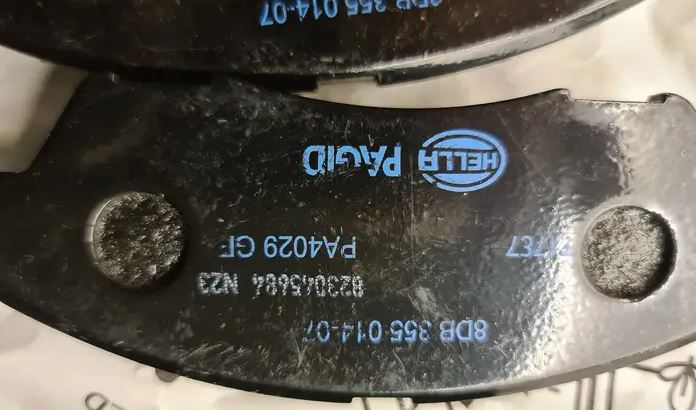 8DB 355 014-07
823045684 N23
PA4029 GF
HELLA PAGID
8DB 355 014-07